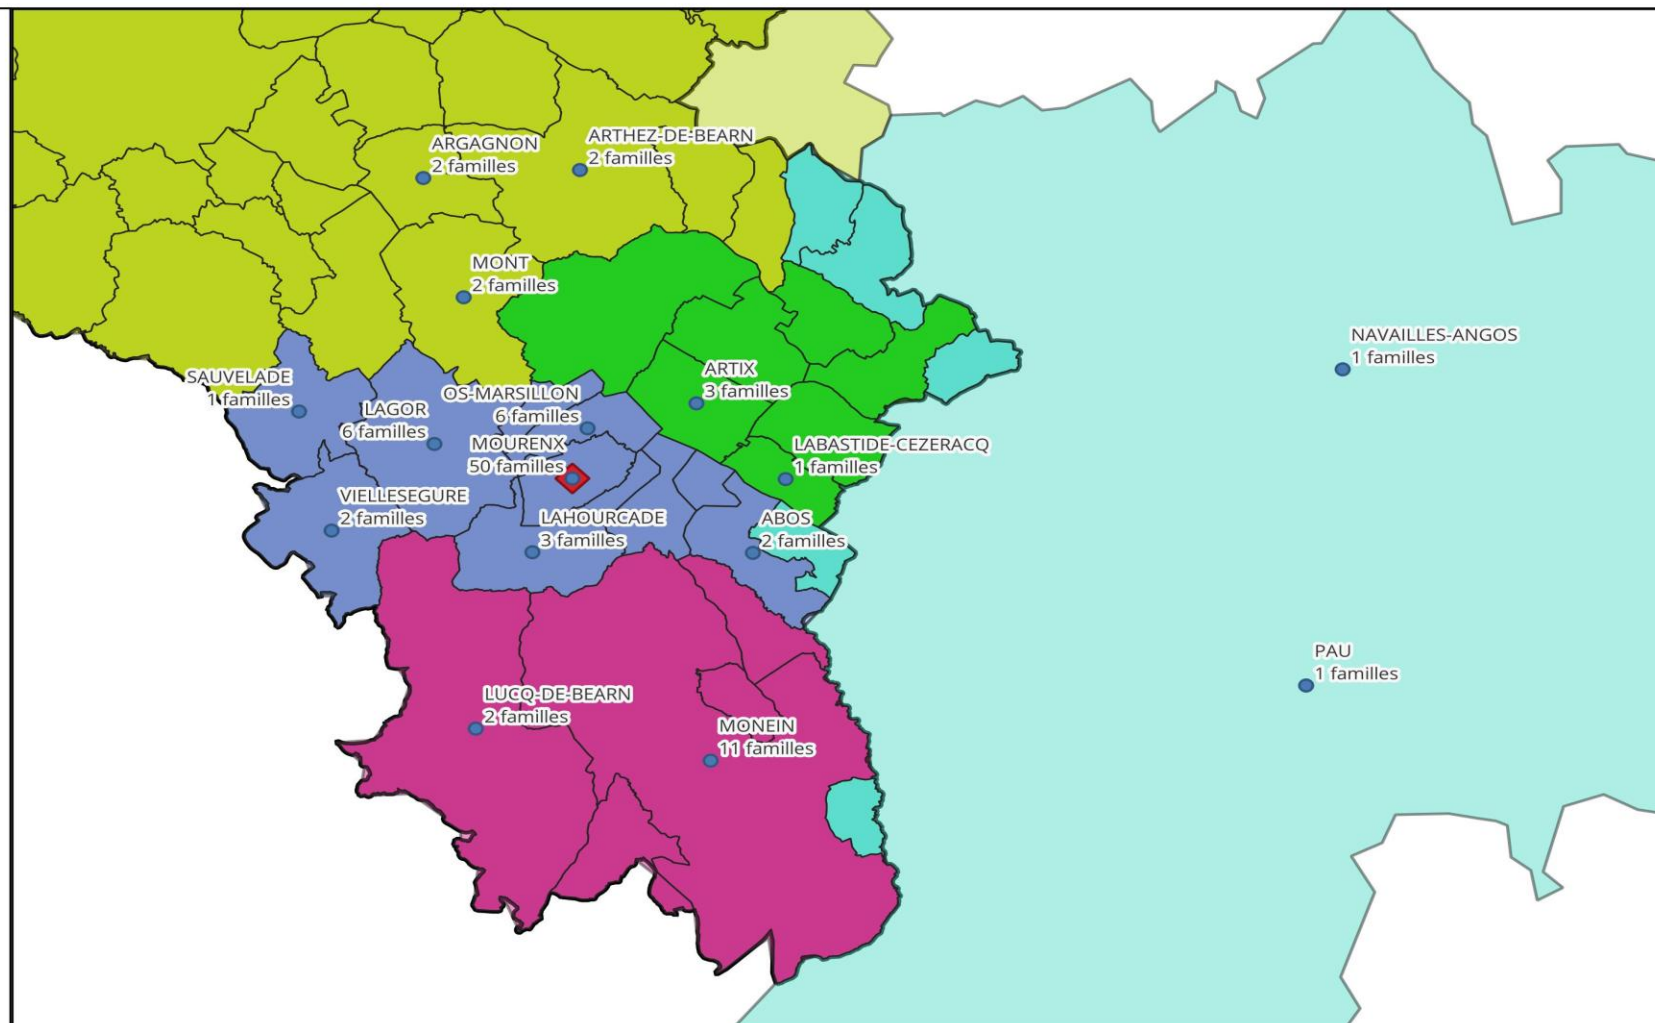 ARGAGNON
2 familles
ARTHEZ-DE-BEARN
2 familles
MONT
2 familles
NAVAILLES-ANGOS
1 familles
SAUVELADE
1 familles
ARTIX
3 familles
OS-MARSILLON
6 familles
LAGOR
6 familles
MOURENX
50 familles
LABASTIDE-CEZERACQ
1 familles
VIELLESEGURE
2 familles
LAHOURCADE
3 familles
ABOS
2 familles
PAU
1 familles
LUCQ-DE-BEARN
2 familles
MONEIN
11 familles